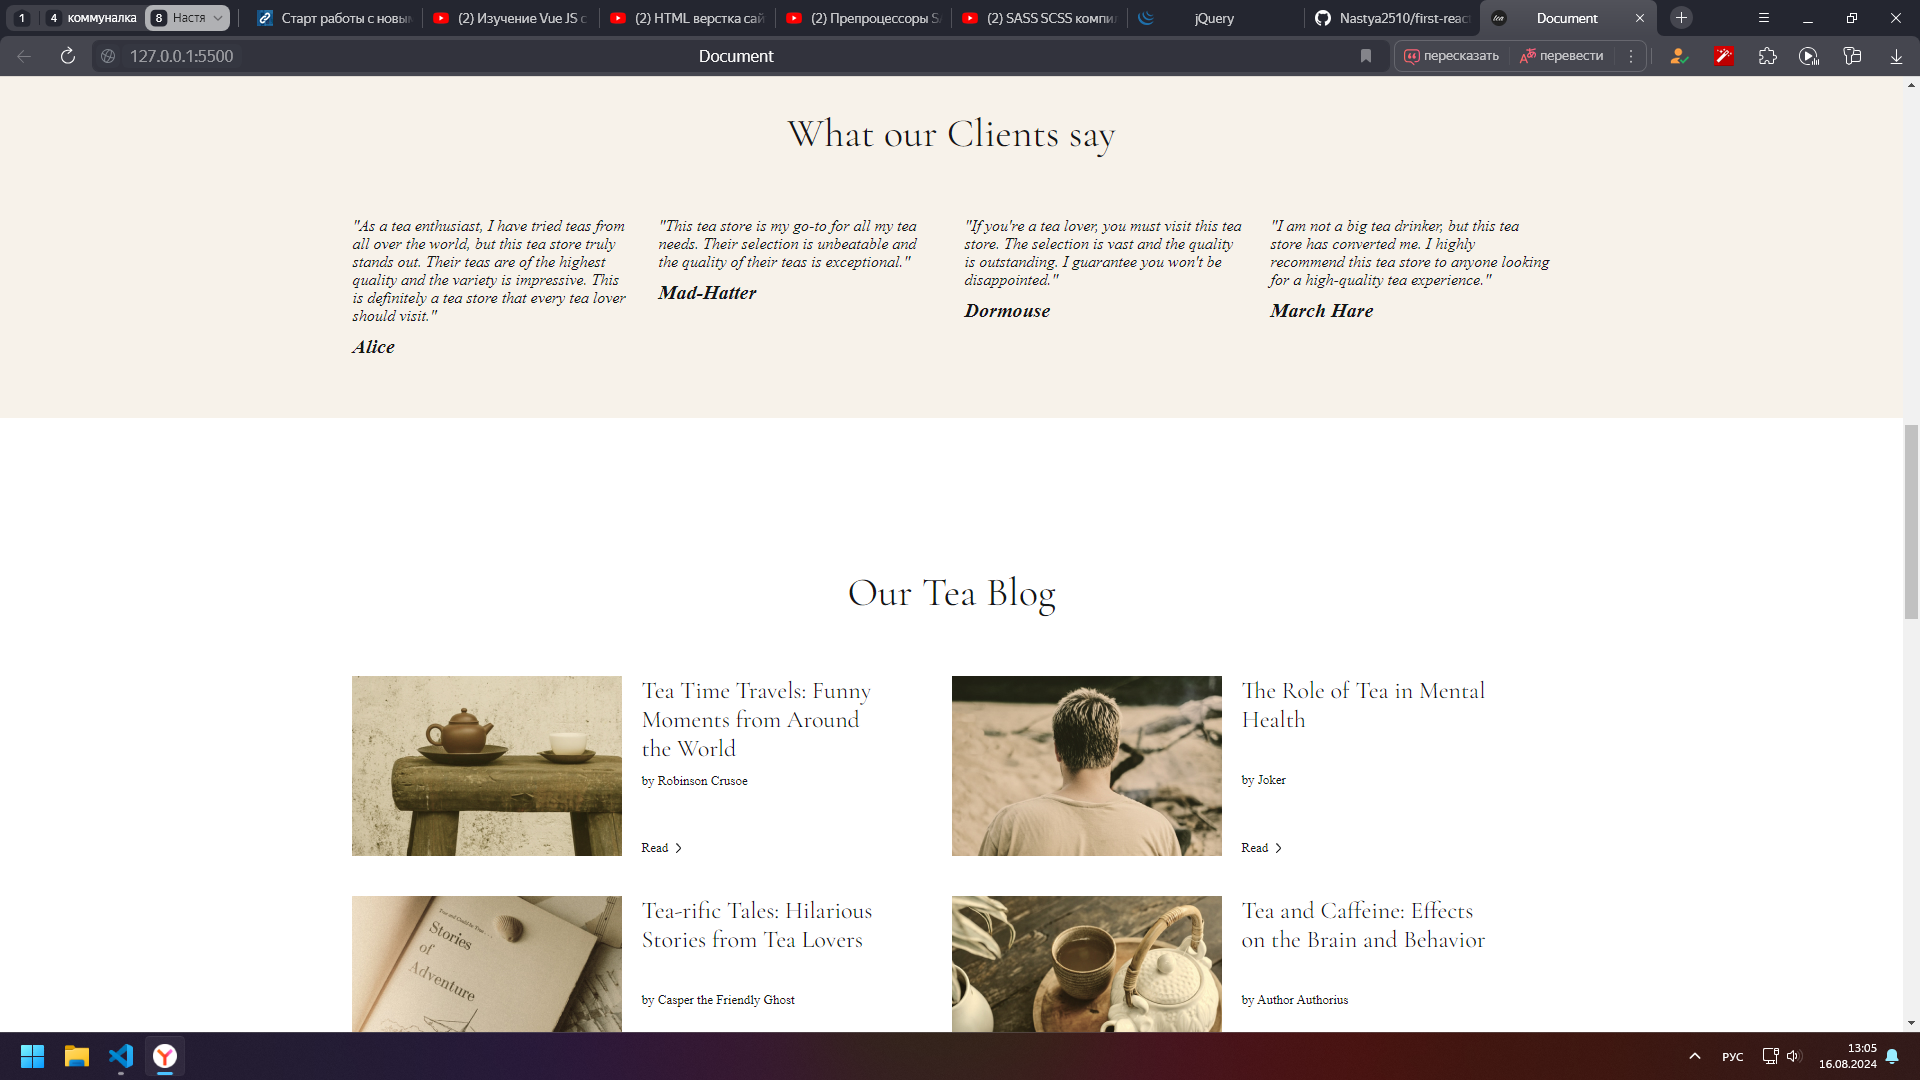 1
4 коммуналка
8 Настя
Старт работы с новым
(2) Изучение Vue JS с
(2) HTML верстка сай
(2) Препроцессоры SA
(2) SASS SCSS компил
jQuery
Nastya2510/first-reac
tea
Document
127.0.0.1:5500
Document
пересказать
перевести
What our Clients say
"As a tea enthusiast, I have tried teas from
all over the world, but this tea store truly
stands out. Their teas are of the highest
quality and the variety is impressive. This
is definitely a tea store that every tea lover
should visit."
Alice
"This tea store is my go-to for all my tea
needs. Their selection is unbeatable and
the quality of their teas is exceptional."
Mad-Hatter
"If you're a tea lover, you must visit this tea
store. The selection is vast and the quality
is outstanding. I guarantee you won't be
disappointed."
Dormouse
"I am not a big tea drinker, but this tea
store has converted me. I highly
recommend this tea store to anyone looking
for a high-quality tea experience."
March Hare
Our Tea Blog
Tea Time Travels: Funny
Moments from Around
the World
by Robinson Crusoe
Read
The Role of Tea in Mental
Health
by Joker
Read
Stories
of
Adventure
Tea-rific Tales: Hilarious
Stories from Tea Lovers
by Casper the Friendly Ghost
Tea and Caffeine: Effects
on the Brain and Behavior
by Author Authorius
РУС
13:05
16.08.2024